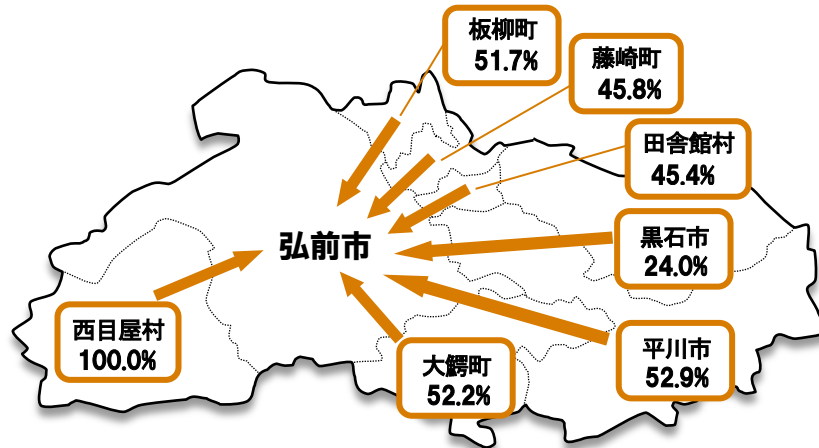 板柳町
51.7%
藤崎町
45.8%
田舎館村
45.4%
弘前市
黒石市
24.0%
西目屋村
100.0%
大鰐町
52.2%
平川市
52.9%